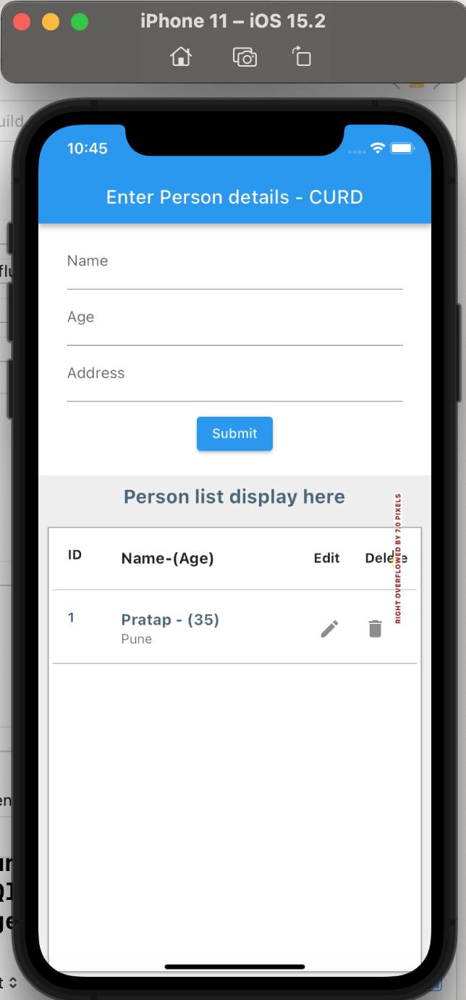 iPhone 11 – iOS 15.2
uild
10:45
Enter Person details - CURD
Name
Age
Address
Submit
Person list display here
ID Name-(Age) Edit Delete
RIGHT OVERFLOWED BY 7.0 PIXELS
1 Pratap - (35)
Pune